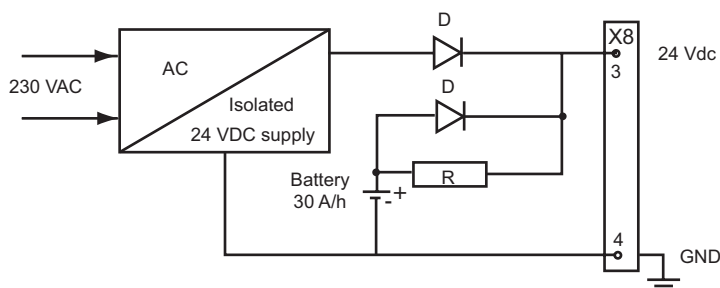 230 VAC
AC
Isolated
24 VDC supply
D
D
R
Battery
30 A/h
+
-
X8
3
24 Vdc
4
GND